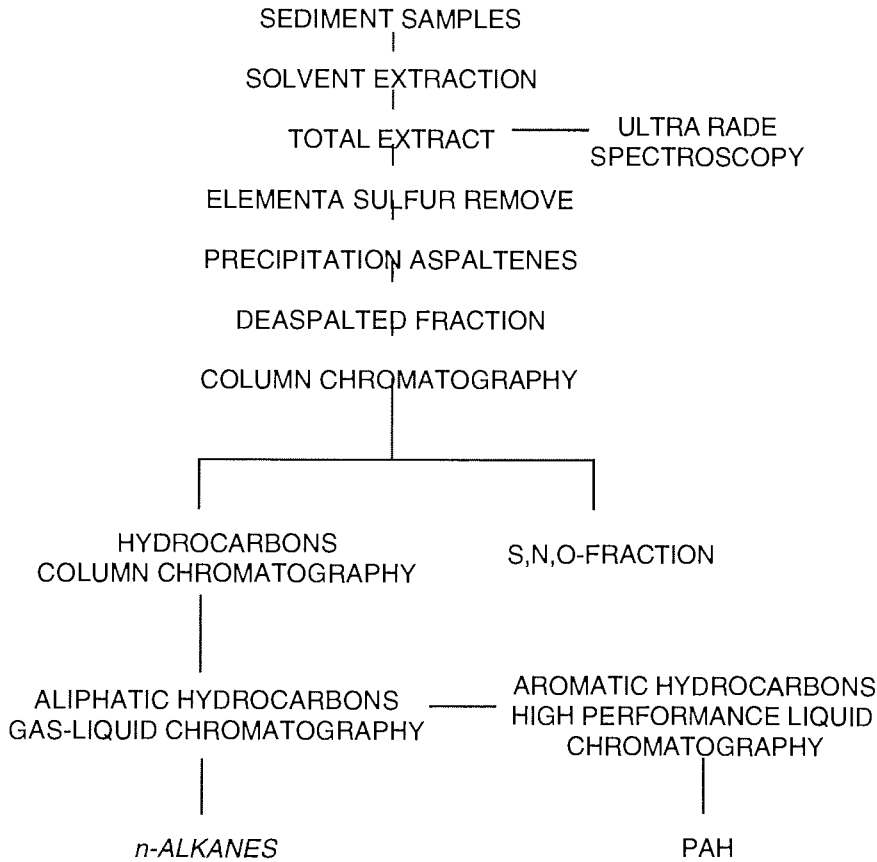 SEDIMENT SAMPLES
SOLVENT EXTRACTION
TOTAL EXTRACT
ULTRA RADE
SPECTROSCOPY
ELEMENTA SULFUR REMOVE
PRECIPITATION ASPALTENES
DEASPALTED FRACTION
COLUMN CHROMATOGRAPHY
HYDROCARBONS
COLUMN CHROMATOGRAPHY
S,N,O-FRACTION
ALIPHATIC HYDROCARBONS
GAS-LIQUID CHROMATOGRAPHY
AROMATIC HYDROCARBONS
HIGH PERFORMANCE LIQUID
CHROMATOGRAPHY
n-ALKANES
PAH